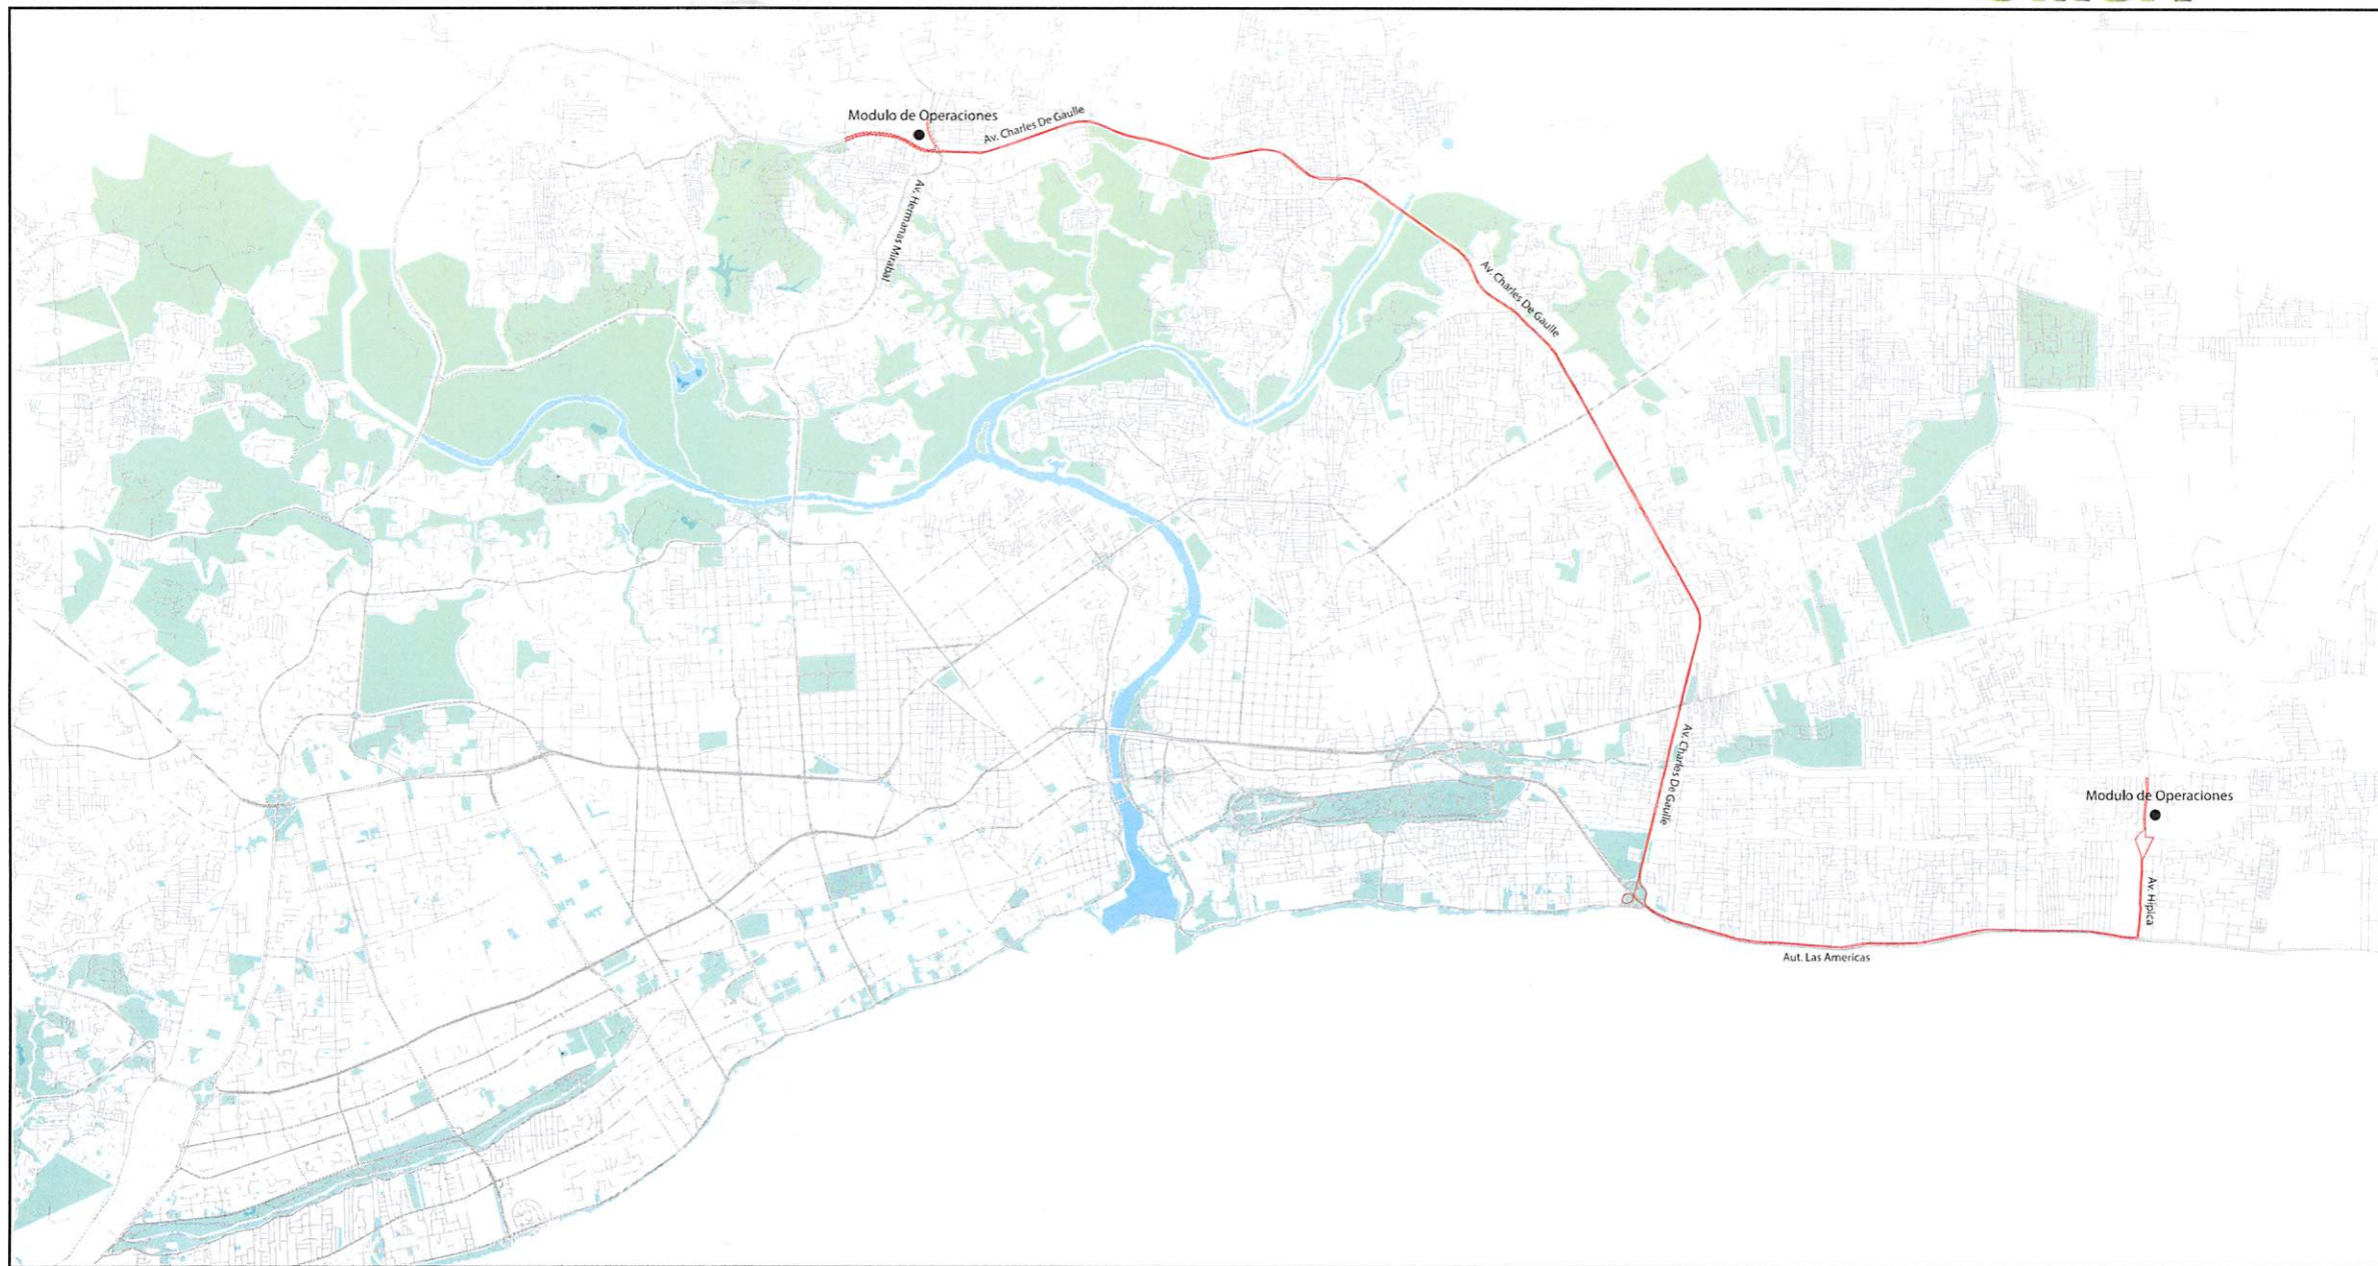 Modulo de Operaciones
Av. Charles De Gaulle
Av. Hermanas Mirabal
Av. Charles De Gaulle
Av. Charles De Gaulle
Modulo de Operaciones
Av. Hipica
Aut. Las Americas